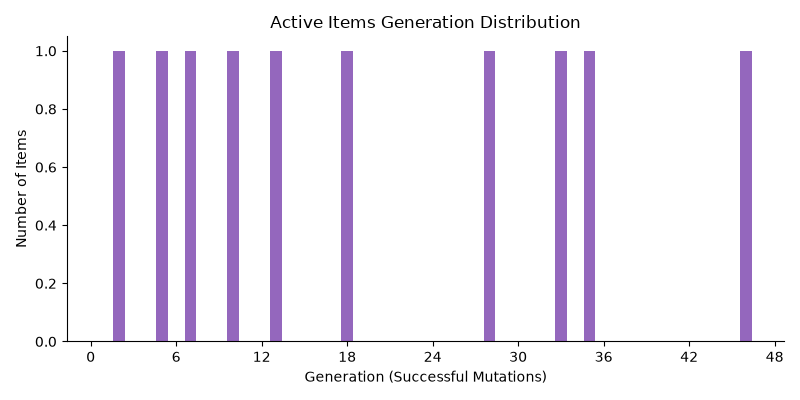 Active Items Generation Distribution
1.0
0.8
0.6
0.4
0.2
0.0
Number of Items
0 6 12 18 24 30 36 42 48
Generation (Successful Mutations)